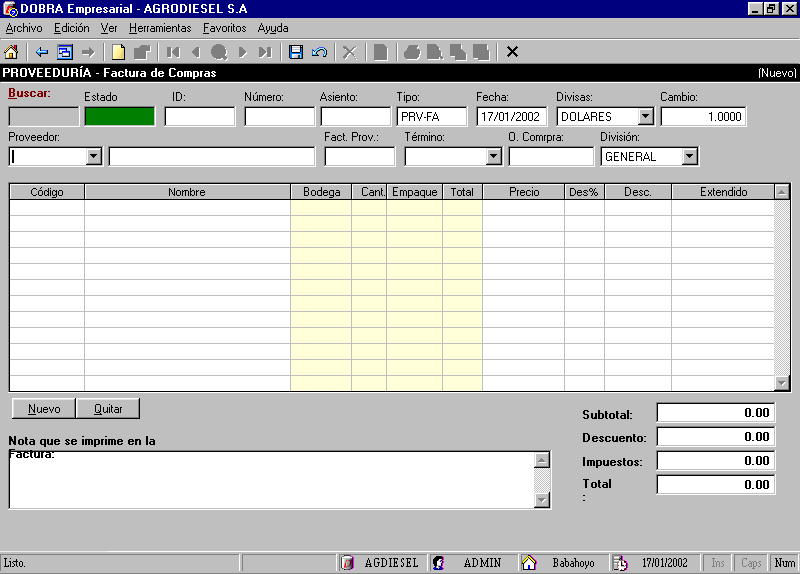 DOBRA Empresarial - AGRODIESEL S.A
Archivo Edición Ver Herramientas Favoritos Ayuda
PROVEEDURÍA - Factura de Compras (Nuevo)
Buscar: Estado ID: Número: Asiento: Tipo: Fecha: Divisas: Cambio:
PRV-FA 17/01/2002 DOLARES 1.0000
Proveedor: Fact. Prov.: Término: O. Comrpra: División:
GENERAL
Código Nombre Bodega Cant. Empaque Total Precio Des% Desc. Extendido
Nuevo Quitar
Subtotal: 0.00
Descuento: 0.00
Nota que se imprime en la
Factura:
Impuestos: 0.00
Total 0.00
:
Listo. AGDIESEL ADMIN Babahoyo 17/01/2002 Ins Caps Num